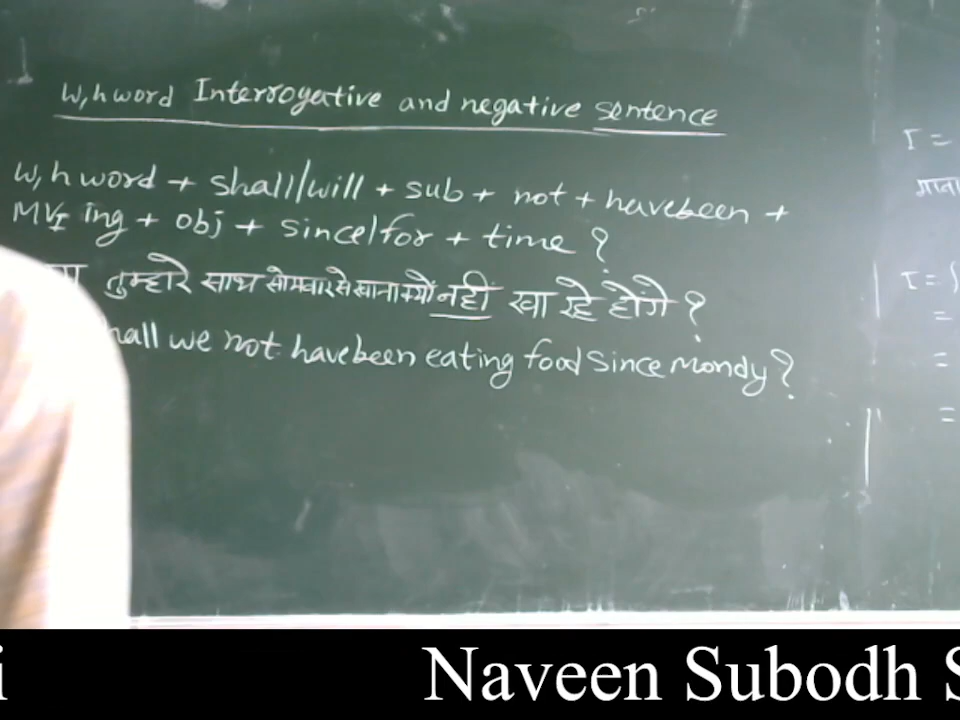 W,h word Interrogative and negative sentence
W,h word + shall/will + sub + not + havebeen +
MVI ing + obj + since/for + time ?
तुम्हारे साथ सोमवार से खाना क्यों नही खा रहे होगे ?
hall we not havebeen eating food since Mondy?
I =
I =
=
=
=
i Naveen Subodh S